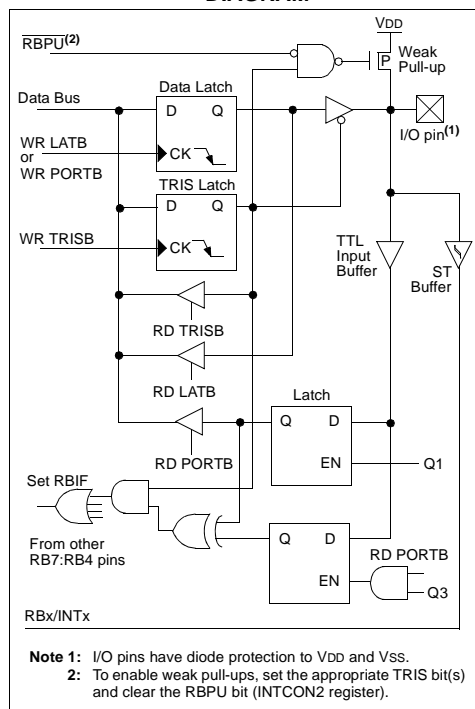 DIAGRAM
VDD
RBPU(2)
P
Weak
Pull-up
Data Latch
Data Bus
D Q
I/O pin(1)
WR LATB
or
WR PORTB
CK
TRIS Latch
D Q
WR TRISB
CK
TTL
Input
Buffer
ST
Buffer
RD TRISB
RD LATB
Latch
Q D
RD PORTB
EN
Q1
Set RBIF
Q D
RD PORTB
From other
RB7:RB4 pins
EN
Q3
RBx/INTx
Note 1: I/O pins have diode protection to VDD and VSS.
2: To enable weak pull-ups, set the appropriate TRIS bit(s)
and clear the RBPU bit (INTCON2 register).